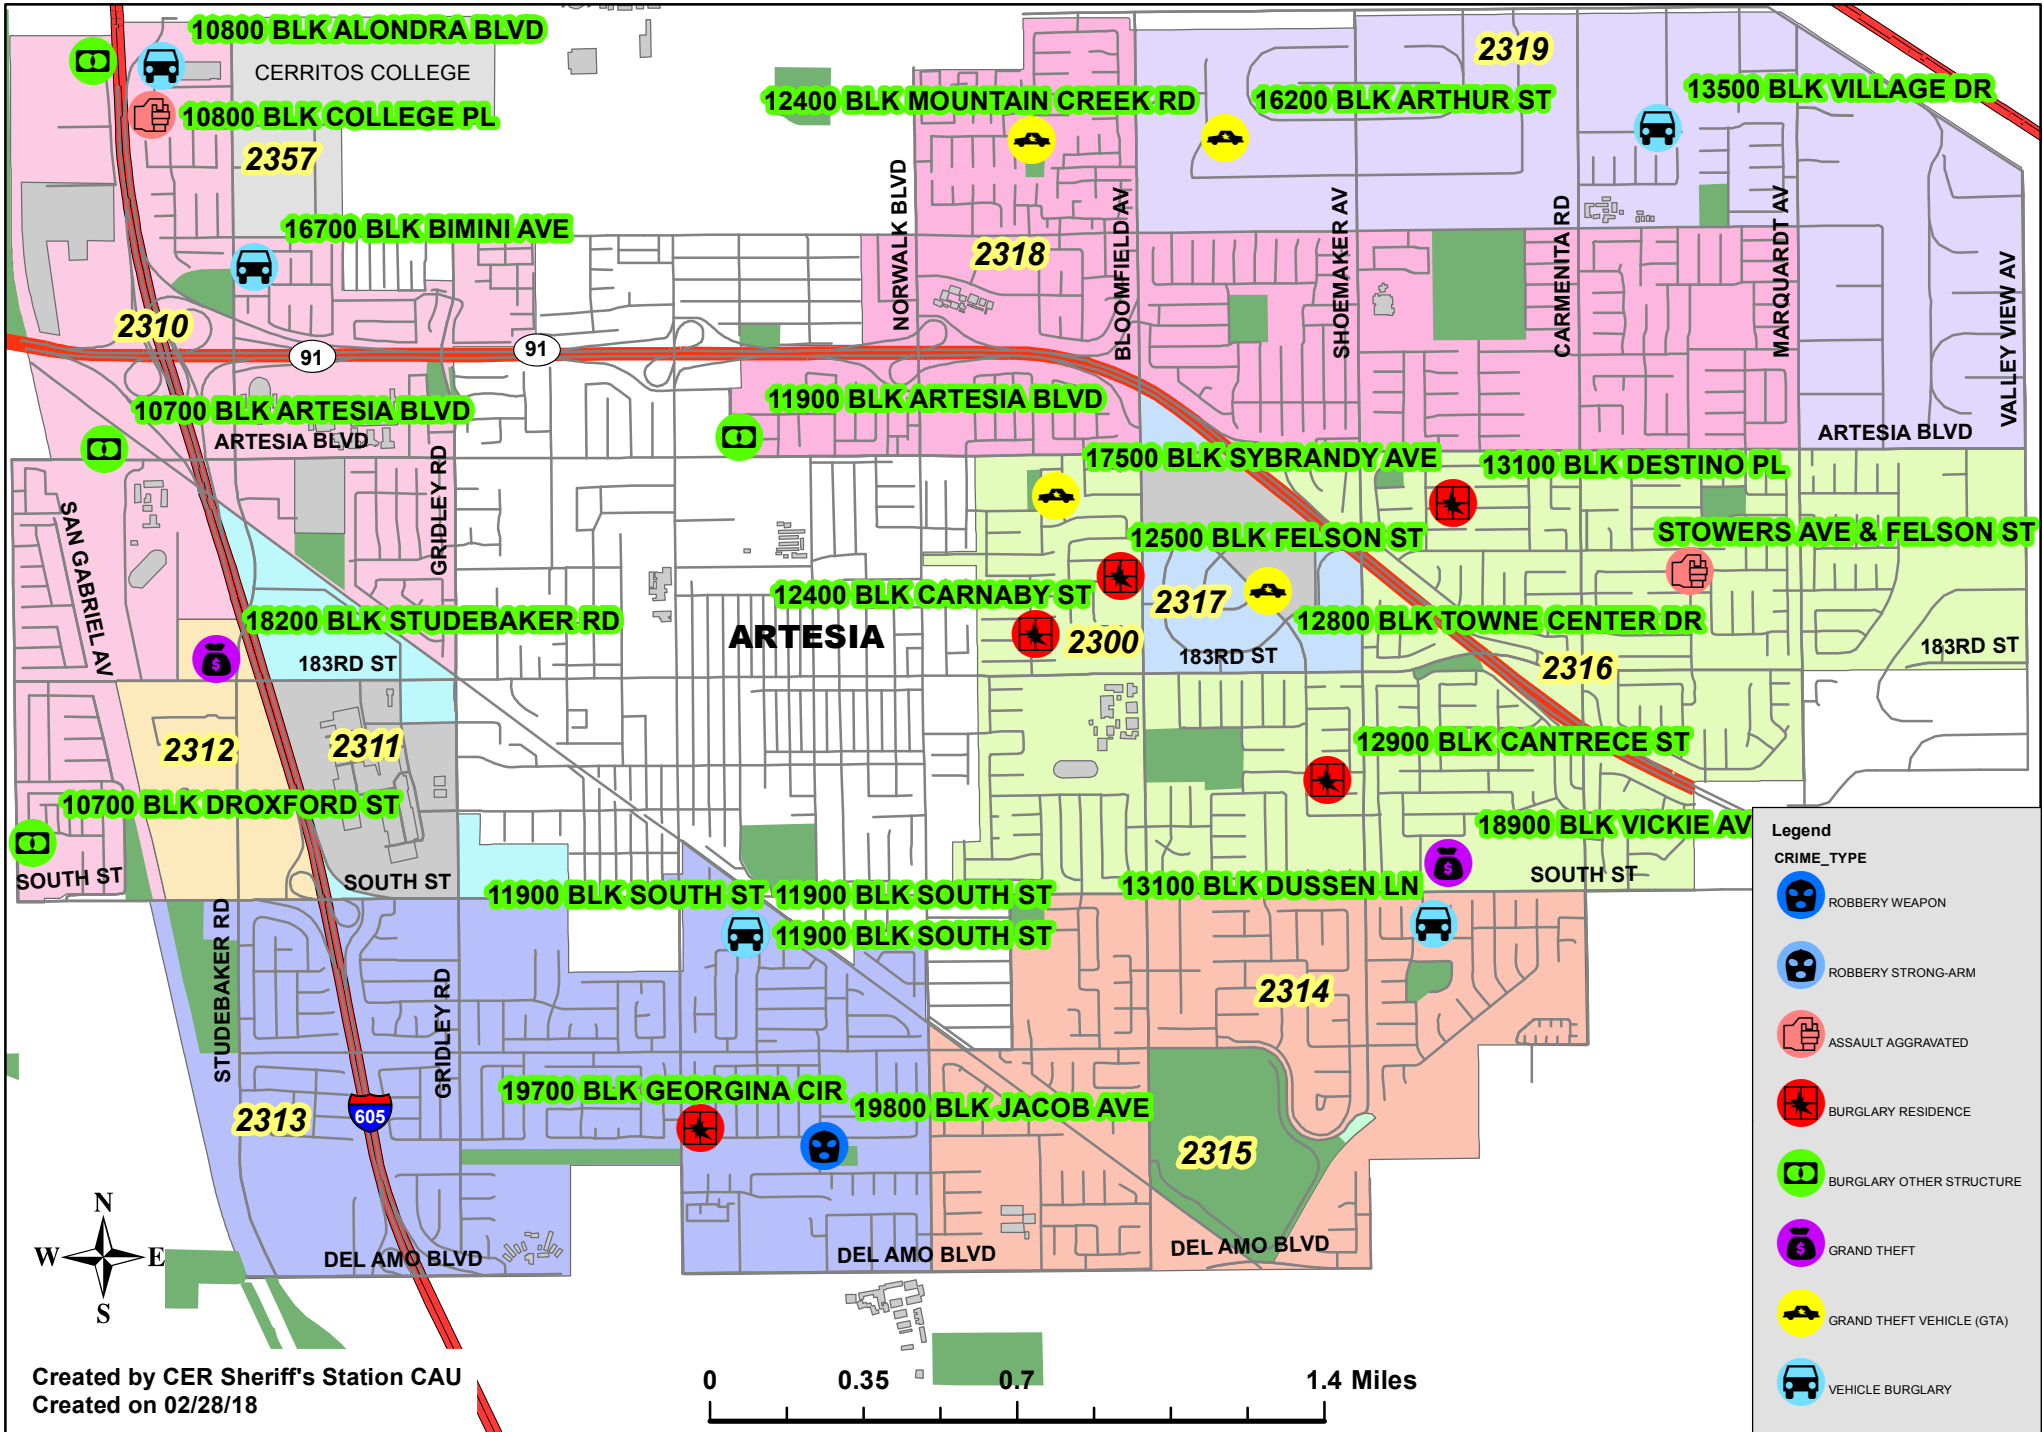 10800 BLK ALONDRA BLVD
CERRITOS COLLEGE
2319
12400 BLK MOUNTAIN CREEK RD
16200 BLK ARTHUR ST
13500 BLK VILLAGE DR
10800 BLK COLLEGE PL
2357
NORWALK BLVD
BLOOMFIELD AV
SHOEMAKER AV
CARMENITA RD
MARQUARDT AV
VALLEY VIEW AV
16700 BLK BIMINI AVE
2318
2310
91
91
10700 BLK ARTESIA BLVD
11900 BLK ARTESIA BLVD
ARTESIA BLVD
ARTESIA BLVD
GRIDLEY RD
17500 BLK SYBRANDY AVE
13100 BLK DESTINO PL
SAN GABRIEL AV
12500 BLK FELSON ST
STOWERS AVE & FELSON ST
12400 BLK CARNABY ST
2317
18200 BLK STUDEBAKER RD
ARTESIA
2300
12800 BLK TOWNE CENTER DR
183RD ST
183RD ST
183RD ST
2316
2312
2311
12900 BLK CANTRECE ST
10700 BLK DROXFORD ST
18900 BLK VICKIE AV
SOUTH ST
SOUTH ST
SOUTH ST
11900 BLK SOUTH ST
11900 BLK SOUTH ST
13100 BLK DUSSEN LN
11900 BLK SOUTH ST
STUDEBAKER RD
GRIDLEY RD
2314
19700 BLK GEORGINA CIR
19800 BLK JACOB AVE
2313
605
2315
N
W
E
S
DEL AMO BLVD
DEL AMO BLVD
DEL AMO BLVD
Created by CER Sheriff's Station CAU
Created on 02/28/18
0 0.35 0.7 1.4 Miles
Legend
CRIME_TYPE
ROBBERY WEAPON
ROBBERY STRONG-ARM
ASSAULT AGGRAVATED
BURGLARY RESIDENCE
BURGLARY OTHER STRUCTURE
$ GRAND THEFT
GRAND THEFT VEHICLE (GTA)
VEHICLE BURGLARY